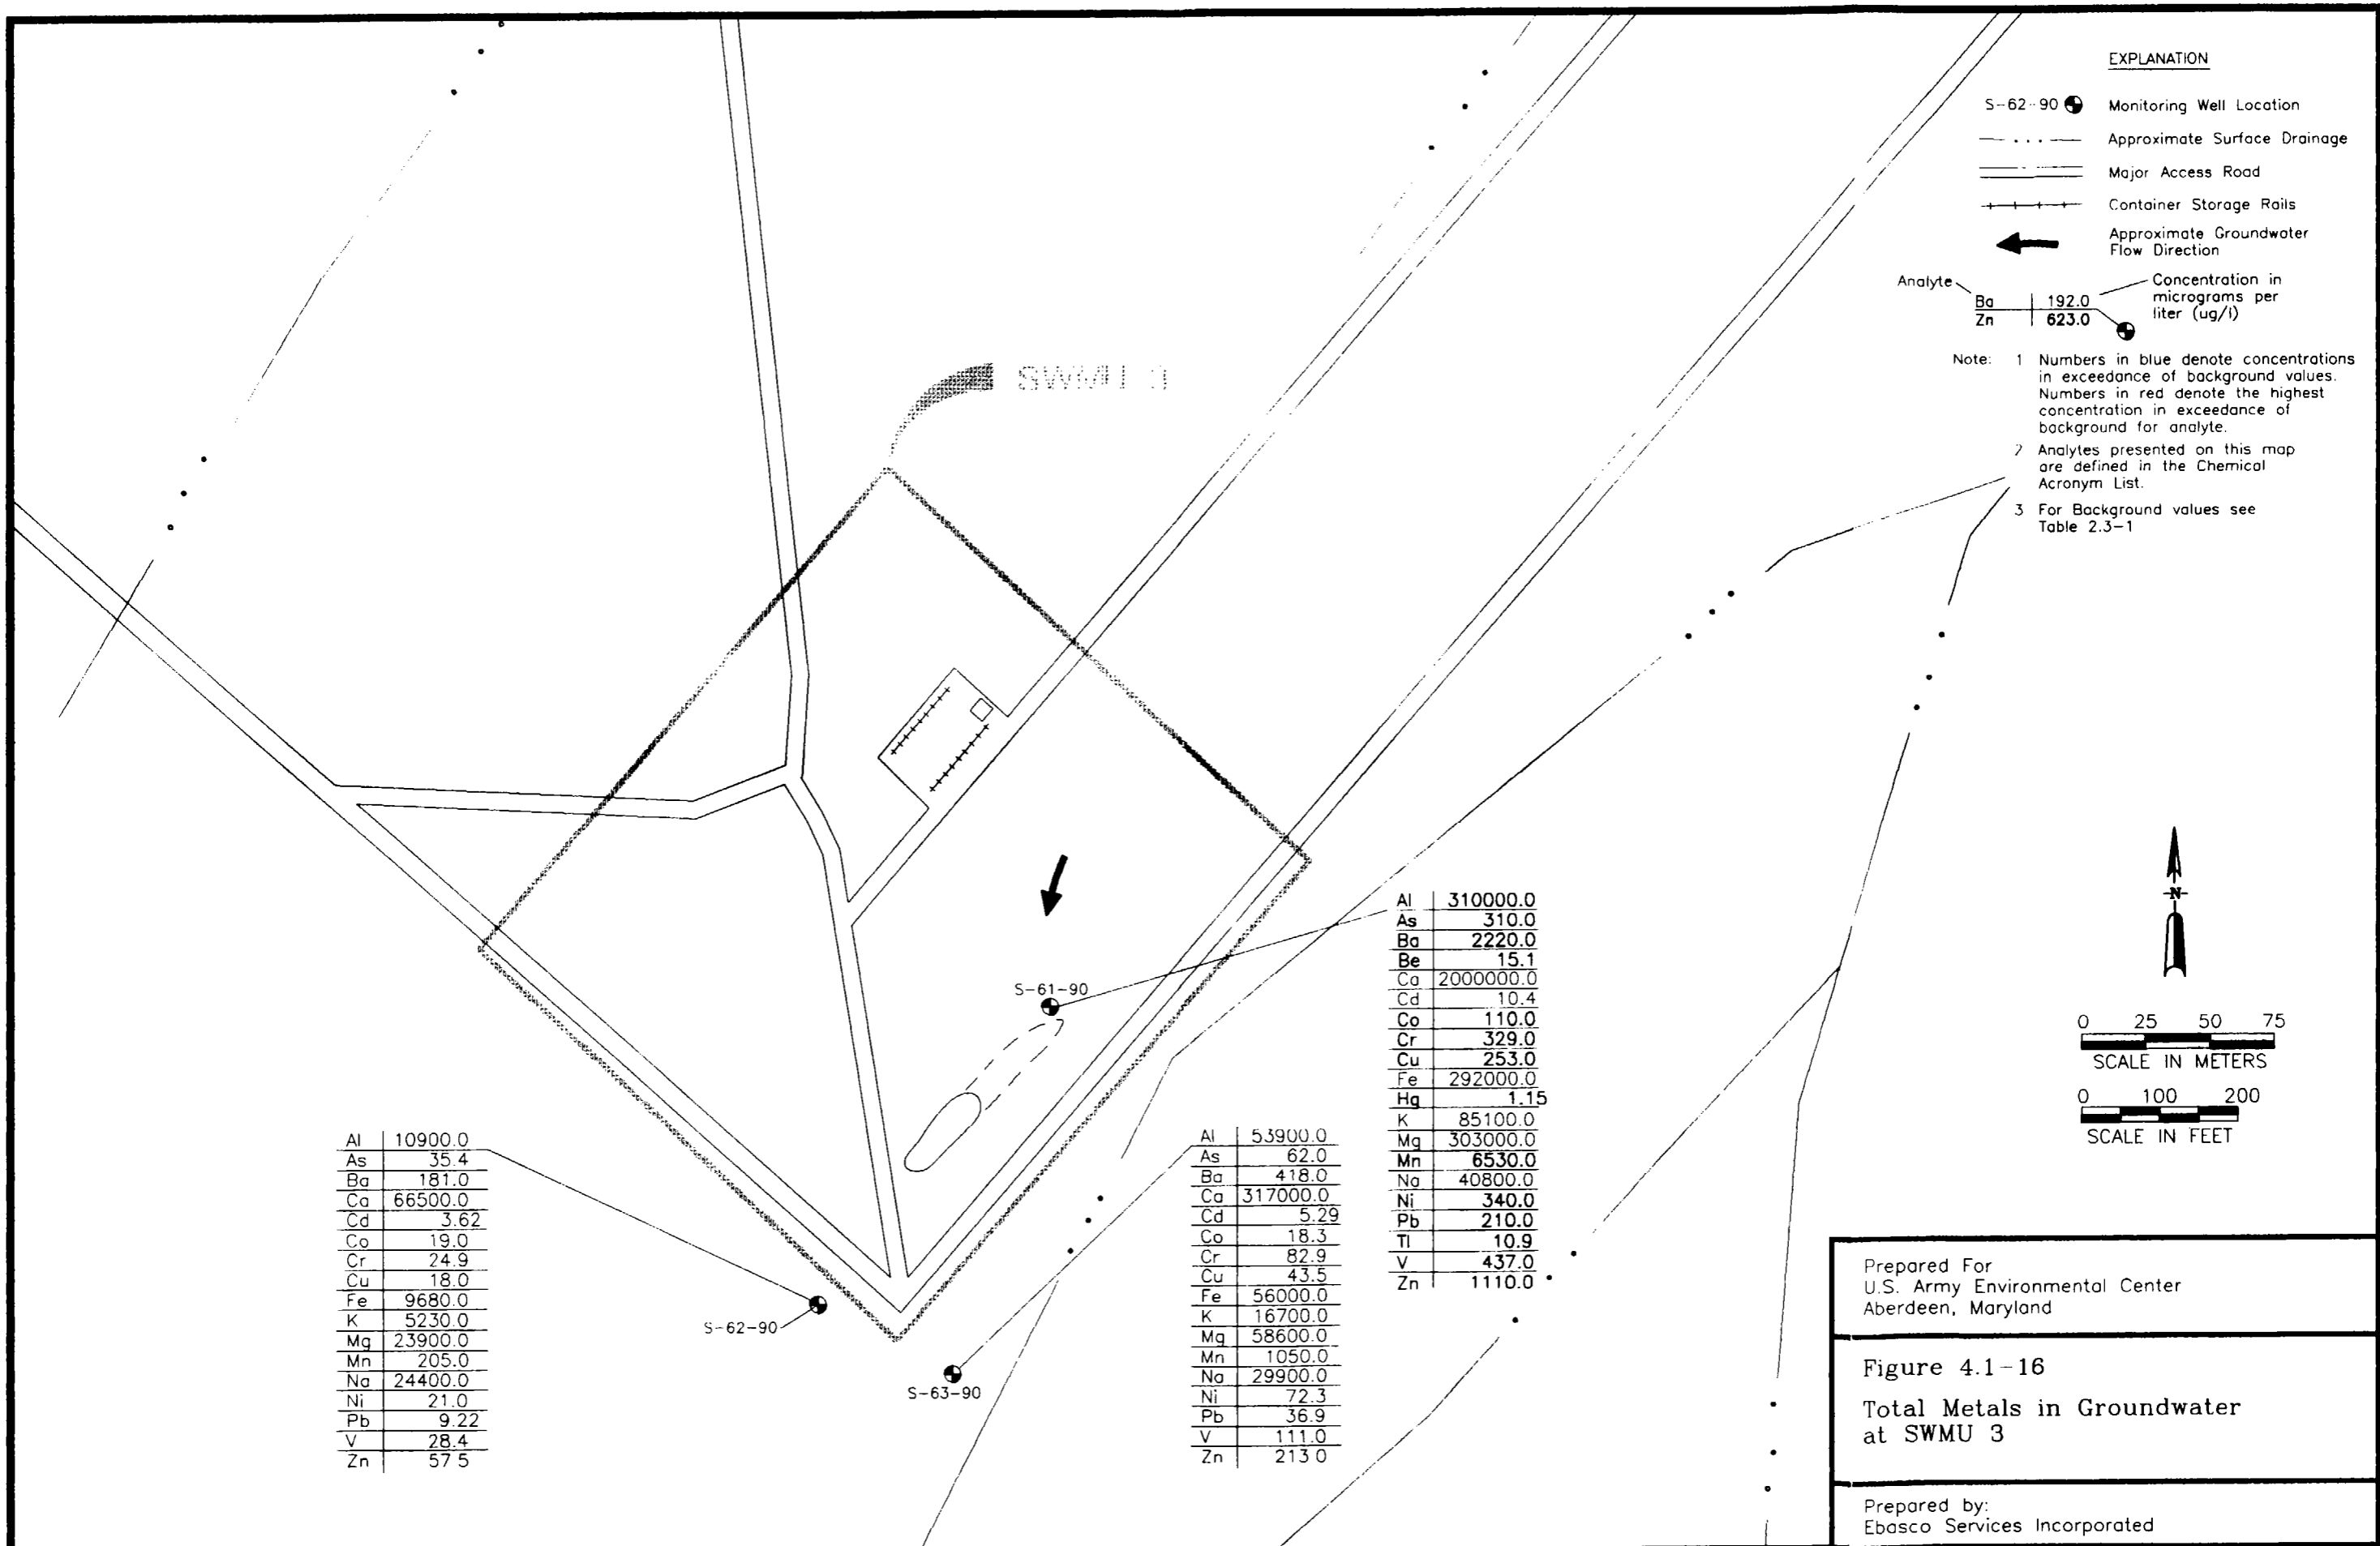 EXPLANATION
S-62-90 Monitoring Well Location
Approximate Surface Drainage
Major Access Road
Container Storage Rails
Approximate Groundwater
Flow Direction
Analyte
Concentration in
micrograms per
liter (ug/l)
Ba 192.0
Zn 623.0
Note: 1 Numbers in blue denote concentrations
in exceedance of background values.
Numbers in red denote the highest
concentration in exceedance of
background for analyte.
2 Analytes presented on this map
are defined in the Chemical
Acronym List.
3 For Background values see
Table 2.3-1
SWMU 3
N
0 25 50 75
SCALE IN METERS
0 100 200
SCALE IN FEET
S-61-90
Al 310000.0
As 310.0
Ba 2220.0
Be 15.1
Ca 2000000.0
Cd 10.4
Co 110.0
Cr 329.0
Cu 253.0
Fe 292000.0
Hg 1.15
K 85100.0
Mg 303000.0
Mn 6530.0
Na 40800.0
Ni 340.0
Pb 210.0
Tl 10.9
V 437.0
Zn 1110.0
Al 10900.0
As 35.4
Ba 181.0
Ca 66500.0
Cd 3.62
Co 19.0
Cr 24.9
Cu 18.0
Fe 9680.0
K 5230.0
Mg 23900.0
Mn 205.0
Na 24400.0
Ni 21.0
Pb 9.22
V 28.4
Zn 57 5
S-62-90
Al 53900.0
As 62.0
Ba 418.0
Ca 317000.0
Cd 5.29
Co 18.3
Cr 82.9
Cu 43.5
Fe 56000.0
K 16700.0
Mg 58600.0
Mn 1050.0
Na 29900.0
Ni 72.3
Pb 36.9
V 111.0
Zn 213 0
S-63-90
Prepared For
U.S. Army Environmental Center
Aberdeen, Maryland
Figure 4.1-16
Total Metals in Groundwater
at SWMU 3
Prepared by:
Ebasco Services Incorporated